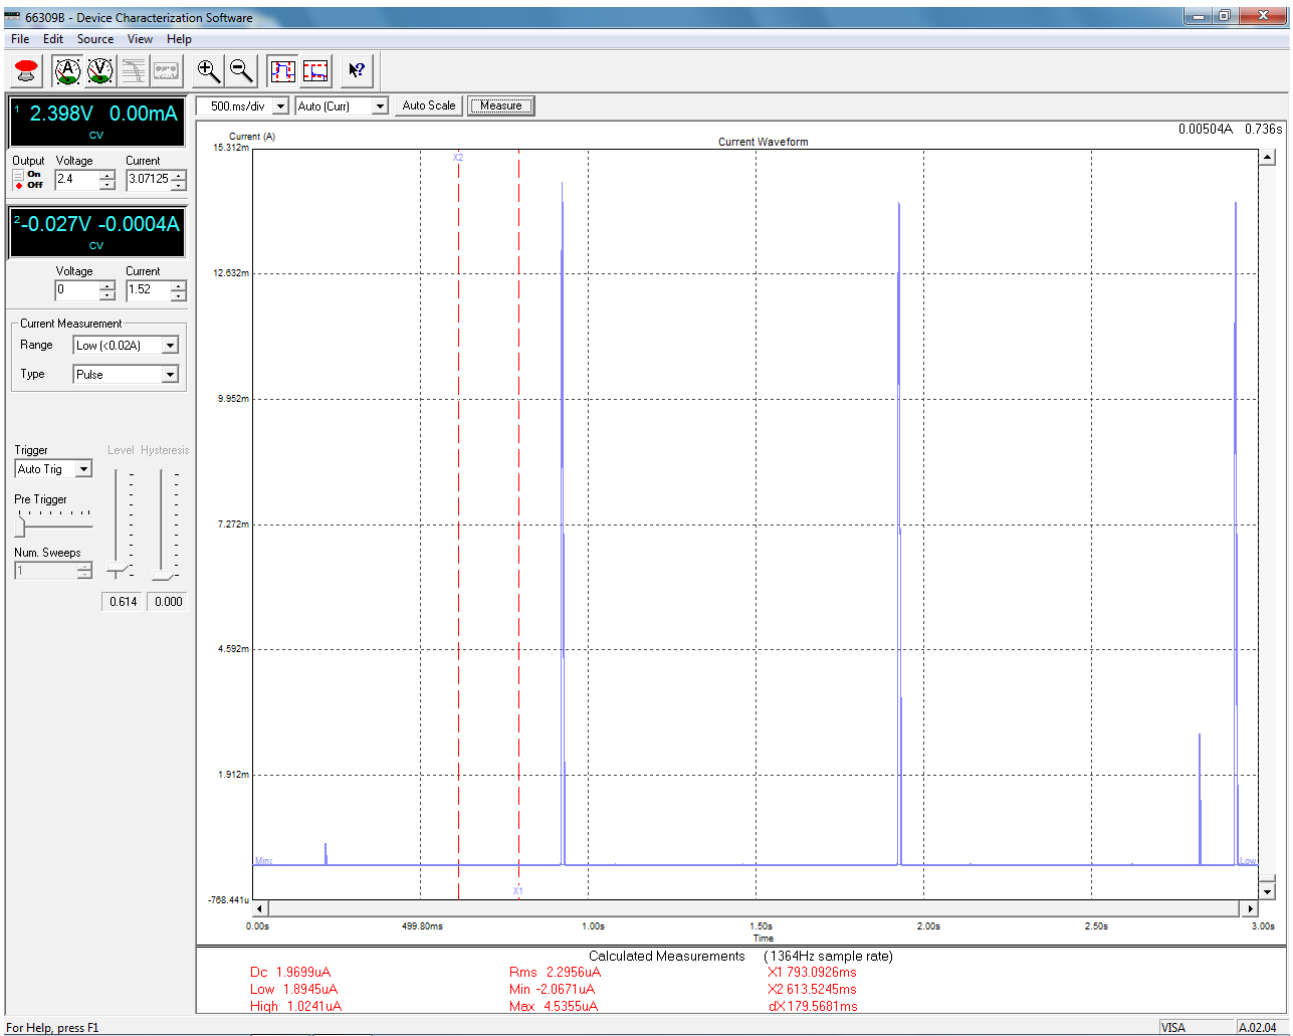 66309B - Device Characterization Software
File Edit Source View Help
500.ms/div Auto (Curr) Auto Scale Measure
1 2.398V 0.00mA
CV
Output Voltage Current
On
Off
2.4 3.07125
2 -0.027V -0.0004A
CV
Voltage Current
0 1.52
Current Measurement
Range Low (<0.02A)
Type Pulse
Trigger Level Hysteresis
Auto Trig
Pre Trigger
Num. Sweeps
1
0.614 0.000
0.00504A 0.736s
Current (A)
Current Waveform
15.312m
X2
12.632m
9.952m
7.272m
4.592m
1.912m
Low
X1
-768.441u
0.00s 499.80ms 1.00s 1.50s 2.00s 2.50s 3.00s
Time
Calculated Measurements (1364Hz sample rate)
Dc 1.9699uA Rms 2.2956uA X1 793.0926ms
Low 1.8945uA Min -2.0671uA X2 613.5245ms
High 1.0241uA Max 4.5355uA dX 179.5681ms
For Help, press F1
VISA A.02.04